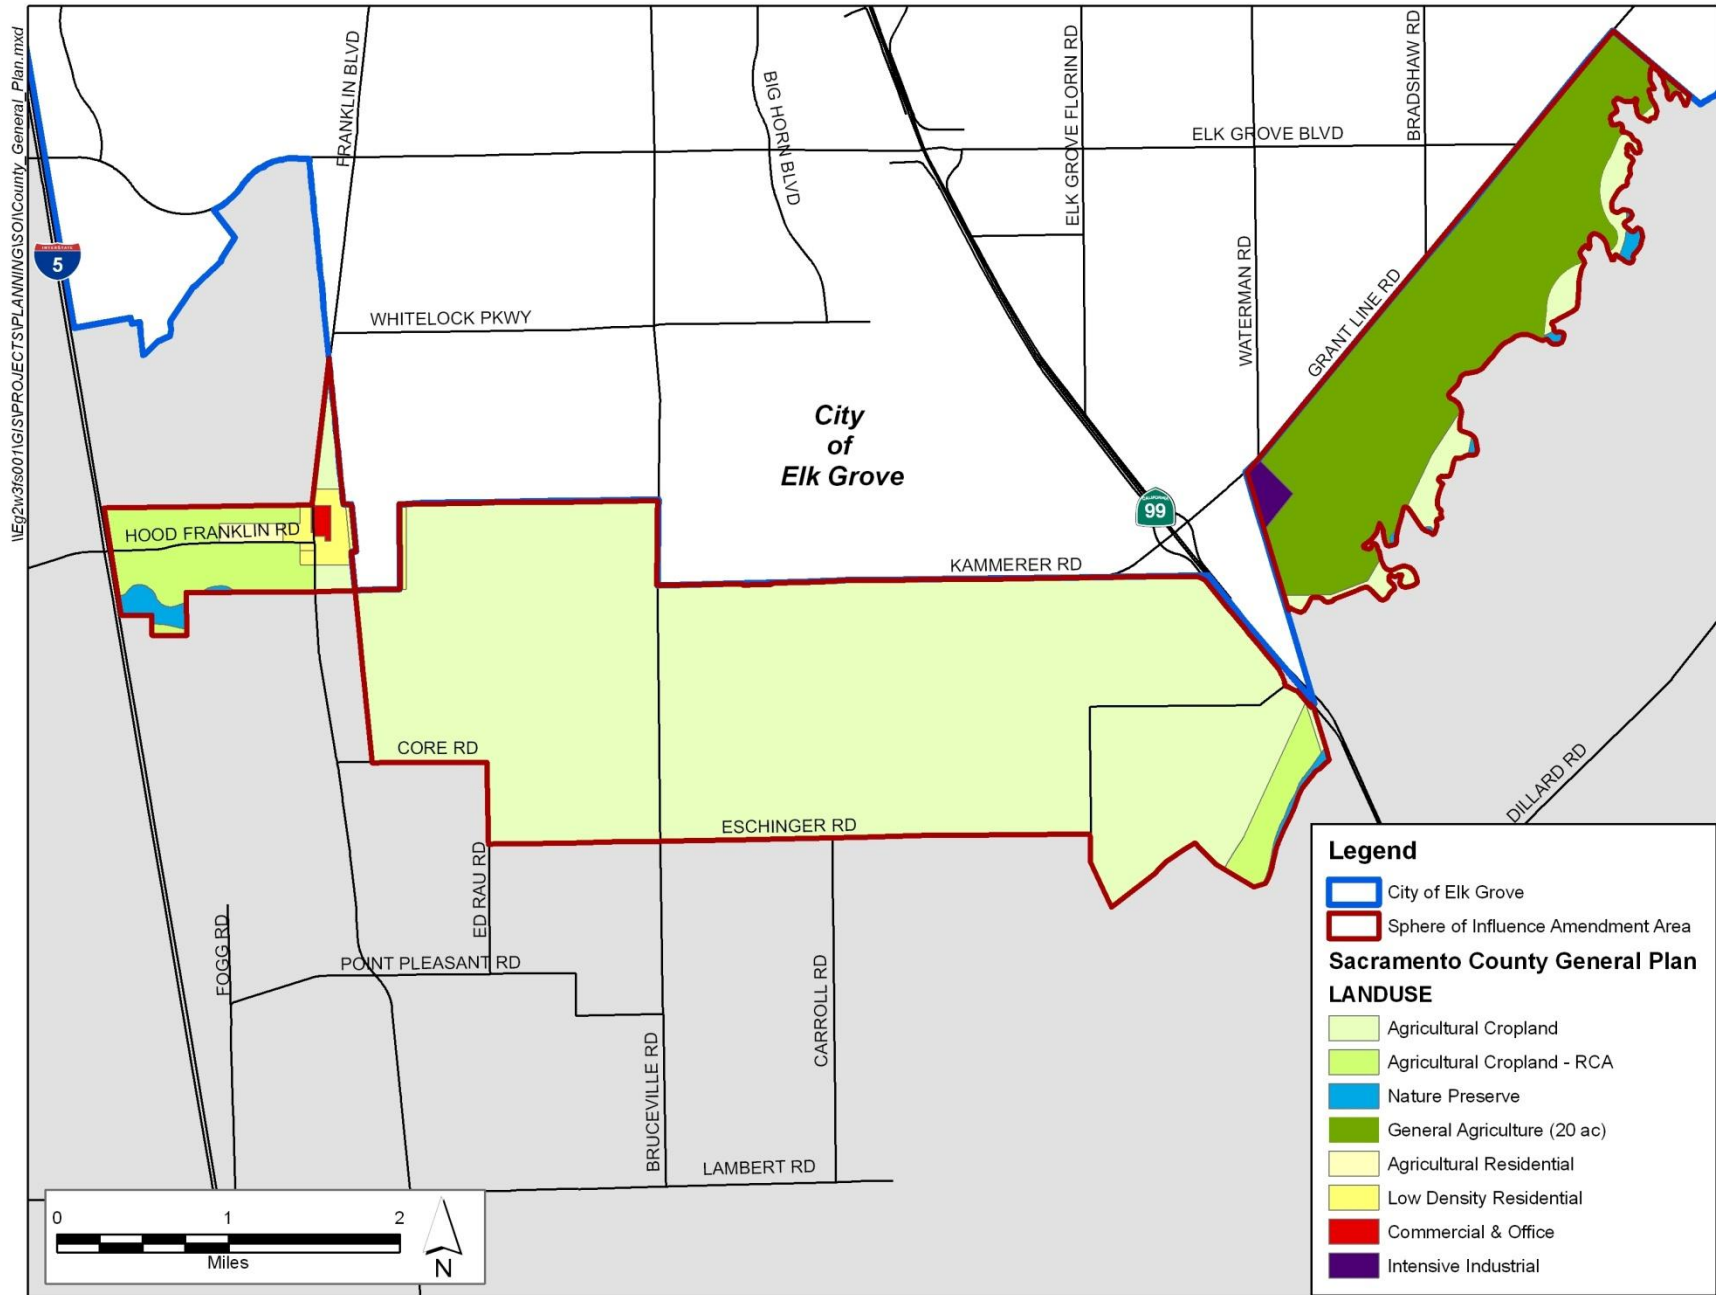 \\Eg2w3fs001\GIS\PROJECTS\PLANNING\SOI\County_General_Plan.mxd
FRANKLIN BLVD
BIG HORN BLVD
ELK GROVE FLORIN RD
BRADSHAW RD
ELK GROVE BLVD
INTERSTATE
5
WATERMAN RD
GRANT LINE RD
WHITELOCK PKWY
City
of
Elk Grove
CALIFORNIA
99
HOOD FRANKLIN RD
KAMMERER RD
CORE RD
ESCHINGER RD
DILLARD RD
ED RAU RD
FOGG RD
POINT PLEASANT RD
CARROLL RD
BRUCEVILLE RD
LAMBERT RD
0 1 2
Miles
N
Legend
City of Elk Grove
Sphere of Influence Amendment Area
Sacramento County General Plan
LANDUSE
Agricultural Cropland
Agricultural Cropland - RCA
Nature Preserve
General Agriculture (20 ac)
Agricultural Residential
Low Density Residential
Commercial & Office
Intensive Industrial